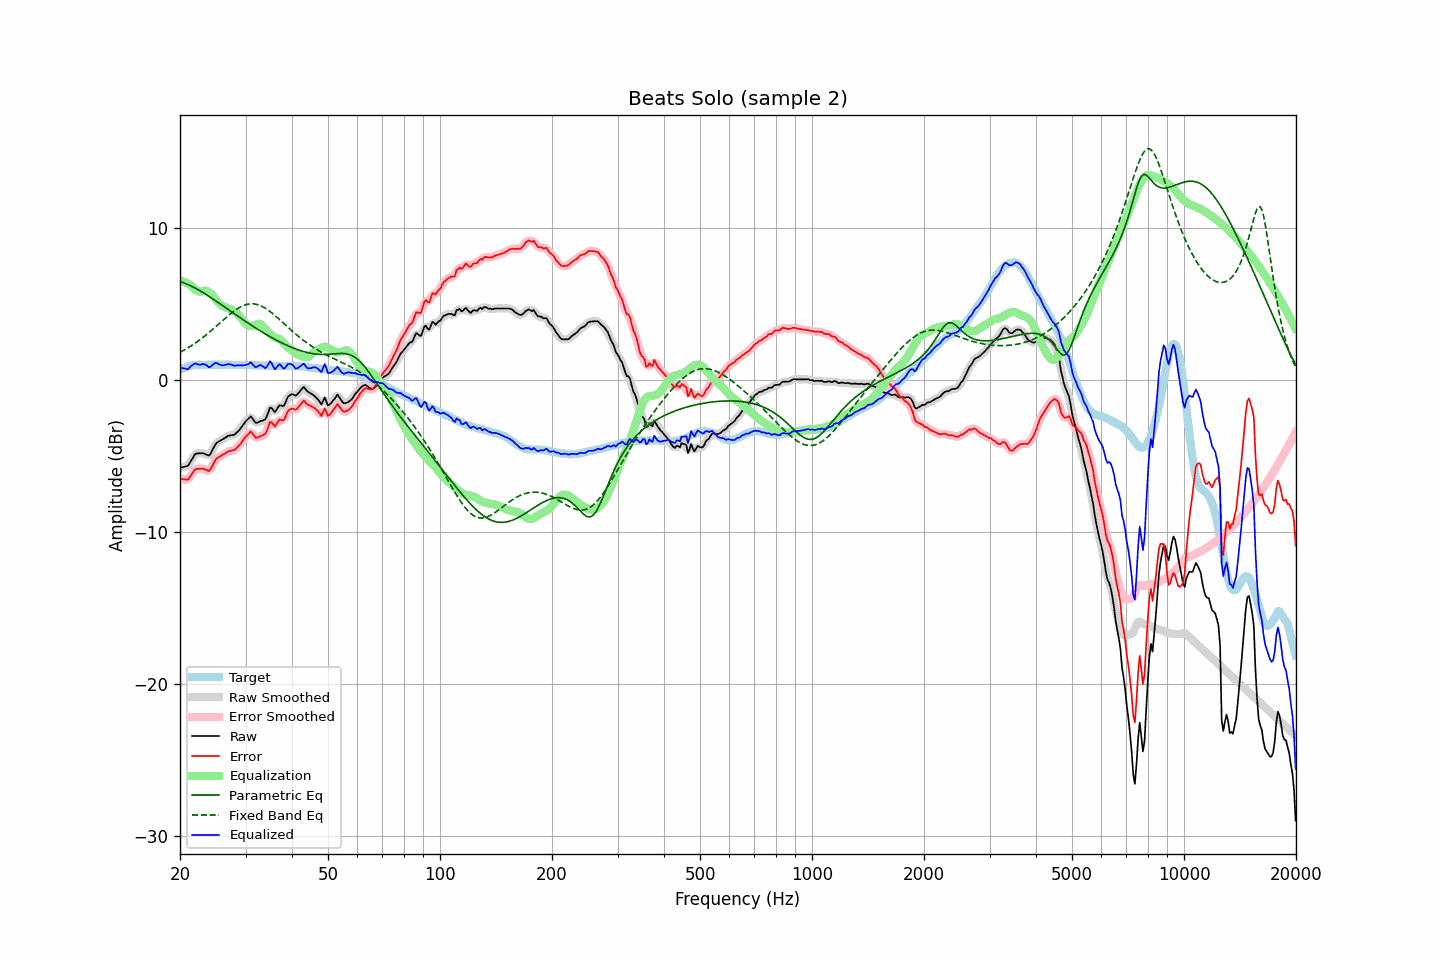 Beats Solo (sample 2)
Amplitude (dBr)
10
0
−10
−20
−30
Target
Raw Smoothed
Error Smoothed
Raw
Error
Equalization
Parametric Eq
Fixed Band Eq
Equalized
20 50 100 200 500 1000 2000 5000 10000 20000
Frequency (Hz)